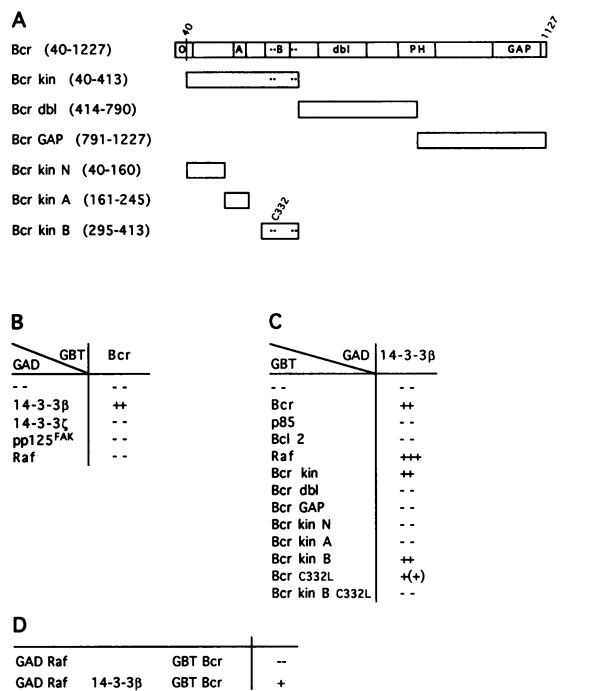 A
40
1127
Bcr (40-1227) O A --B -- dbl PH GAP
Bcr kin (40-413) -- --
Bcr dbl (414-790)
Bcr GAP (791-1227)
Bcr kin N (40-160)
Bcr kin A (161-245)
C332
Bcr kin B (295-413) -- --
B
GBT Bcr
GAD
-- --
14-3-3β ++
14-3-3ζ --
pp125FAK --
Raf --
C
GAD 14-3-3β
GBT
-- --
Bcr ++
p85 --
Bcl 2 --
Raf +++
Bcr kin ++
Bcr dbl --
Bcr GAP --
Bcr kin N --
Bcr kin A --
Bcr kin B ++
Bcr C332L +(+)
Bcr kin B C332L --
D
GAD Raf GBT Bcr --
GAD Raf 14-3-3β GBT Bcr +